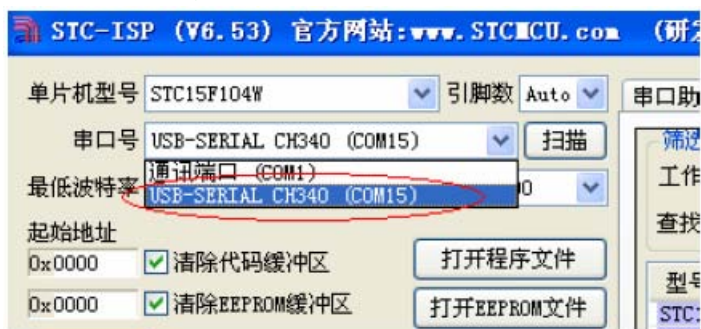 STC-ISP (V6.53) 官方网站:www.STCMCU.com (研
单片机型号 STC15F104W 引脚数 Auto 串口助
串口号 USB-SERIAL CH340 (COM15) 扫描 筛选
通讯端口 (COM1)
最低波特率 USB-SERIAL CH340 (COM15) 工作
起始地址 查找
0x0000 清除代码缓冲区 打开程序文件 型号
0x0000 清除EEPROM缓冲区 打开EEPROM文件 STC